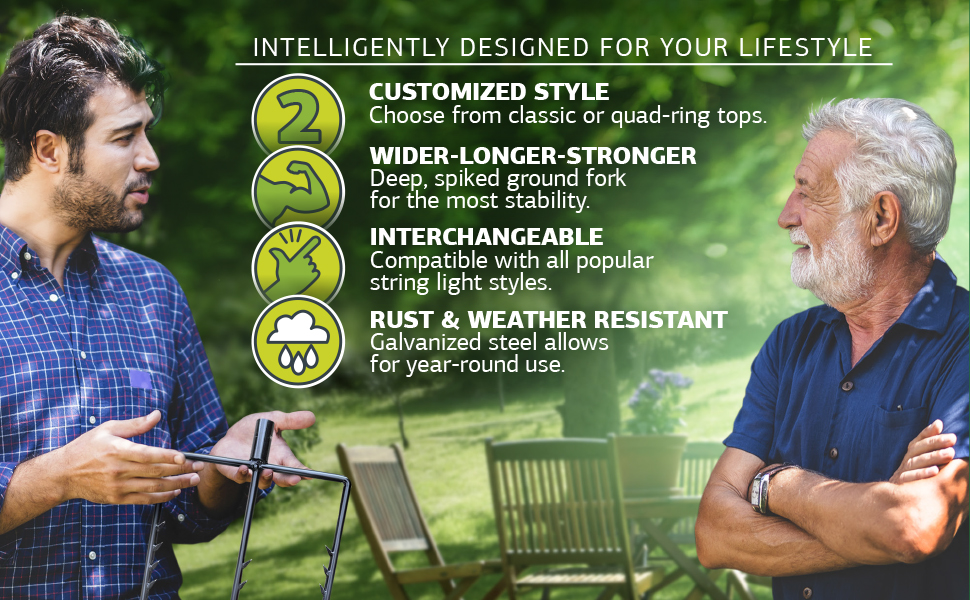 INTELLIGENTLY DESIGNED FOR YOUR LIFESTYLE
2
CUSTOMIZED STYLE
Choose from classic or quad-ring tops.
WIDER-LONGER-STRONGER
Deep, spiked ground fork
for the most stability.
INTERCHANGEABLE
Compatible with all popular
string light styles.
RUST & WEATHER RESISTANT
Galvanized steel allows
for year-round use.